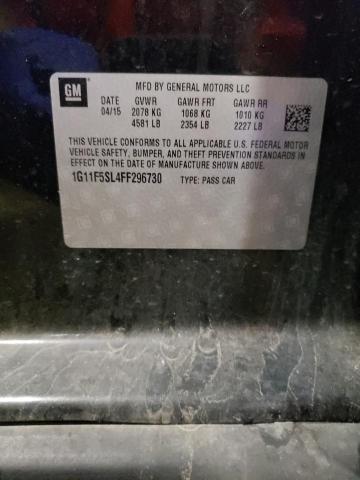 GM
MFD BY GENERAL MOTORS LLC
DATE GVWR GAWR FRT GAWR RR
04/15 2078 KG 1068 KG 1010 KG
4581 LB 2354 LB 2227 LB
THIS VEHICLE CONFORMS TO ALL APPLICABLE U.S. FEDERAL MOTOR
VEHICLE SAFETY, BUMPER, AND THEFT PREVENTION STANDARDS IN
EFFECT ON THE DATE OF MANUFACTURE SHOWN ABOVE.
1G11F5SL4FF296730 TYPE: PASS CAR